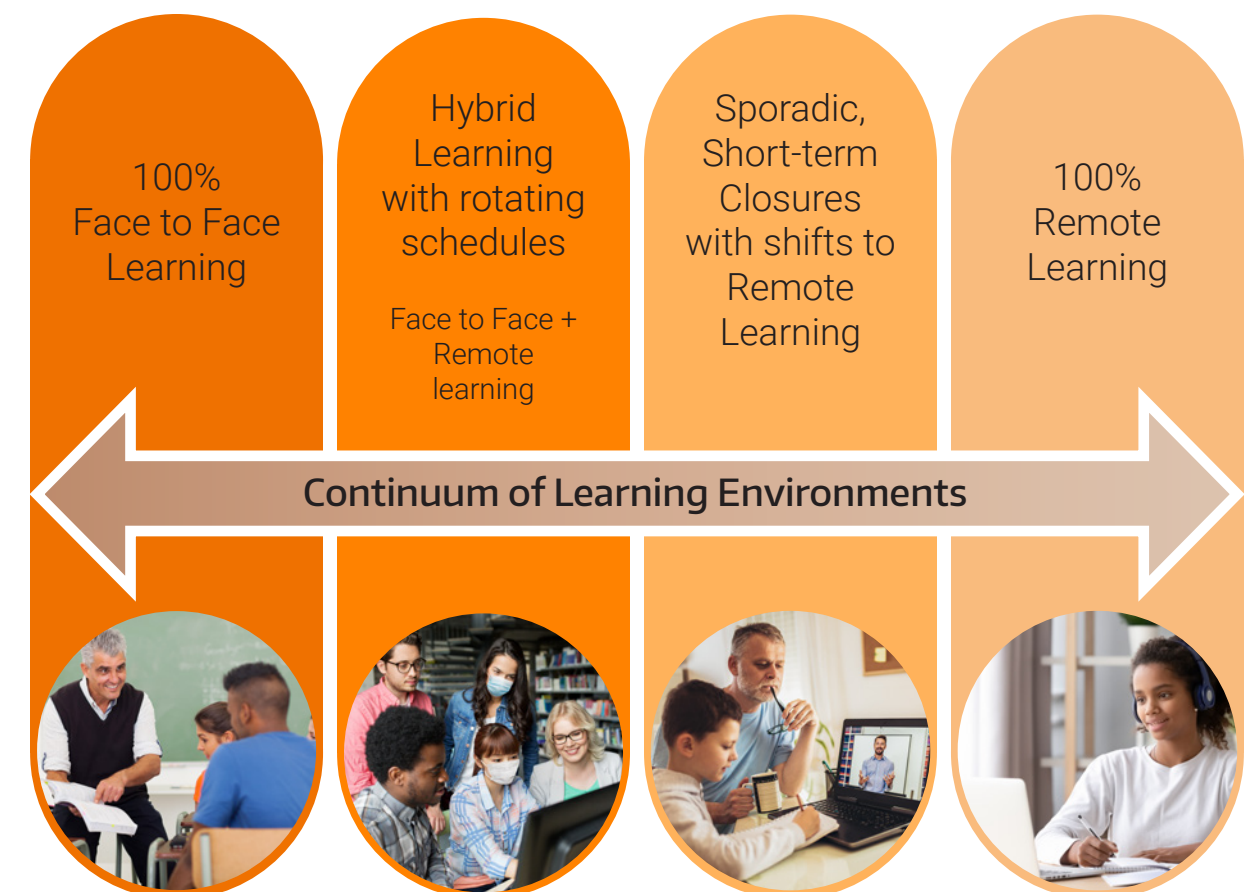 100%
Face to Face
Learning
Hybrid
Learning
with rotating
schedules
Face to Face +
Remote
learning
Sporadic,
Short-term
Closures
with shifts to
Remote
Learning
100%
Remote
Learning
Continuum of Learning Environments